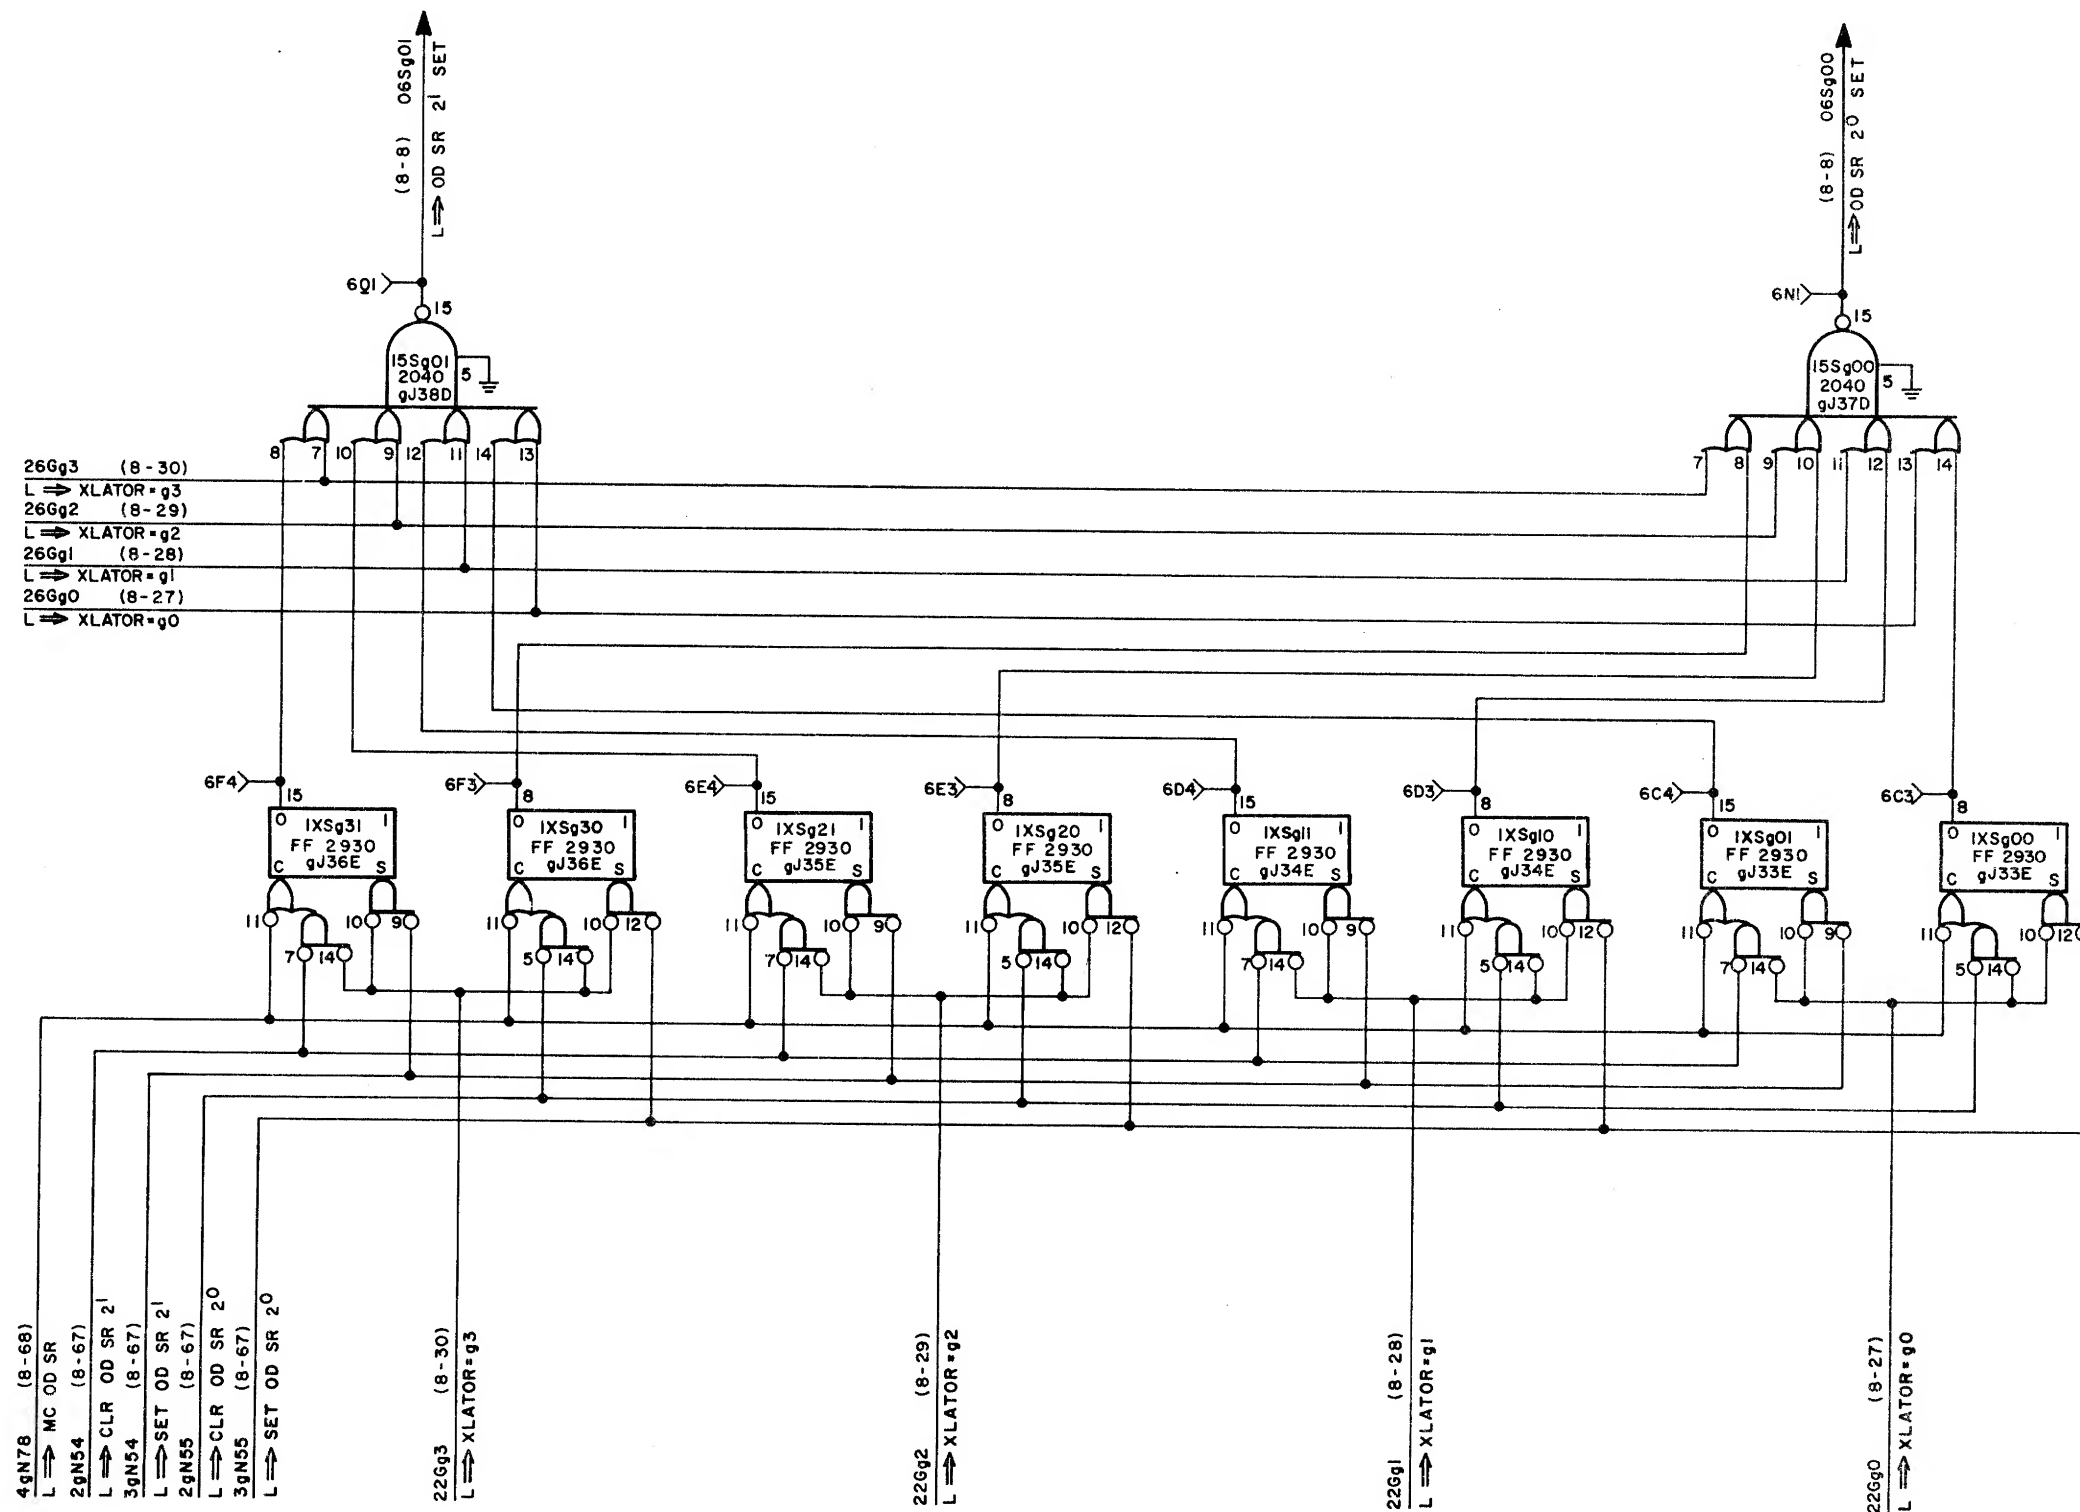 (8-8) 06Sg01
L⟹OD SR 2¹ SET
(8-8) 06Sg00
L⟹OD SR 2⁰ SET
6Q1
15
6N1
15
15Sg01
2040
gJ38D
5
15Sg00
2040
gJ37D
5
8 7 10 9 12 11 14 13
7 8 9 10 11 12 13 14
26Gg3 (8-30)
L ⟹ XLATOR=g3
26Gg2 (8-29)
L ⟹ XLATOR=g2
26Gg1 (8-28)
L ⟹ XLATOR=g1
26Gg0 (8-27)
L ⟹ XLATOR=g0
6F4 6F3 6E4 6E3 6D4 6D3 6C4 6C3
15 8 15 8 15 8 15 8
0 1XSg31 1
FF 2930
gJ36E
C S
0 1XSg30 1
FF 2930
gJ36E
C S
0 1XSg21 1
FF 2930
gJ35E
C S
0 1XSg20 1
FF 2930
gJ35E
C S
0 1XSg11 1
FF 2930
gJ34E
C S
0 1XSg10 1
FF 2930
gJ34E
C S
0 1XSg01 1
FF 2930
gJ33E
C S
0 1XSg00 1
FF 2930
gJ33E
C S
11 10 9 11 10 12 11 10 9 11 10 12 11 10 9 11 10 12 11 10 9 11 10 12
7 14 5 14 7 14 5 14 7 14 5 14 7 14 5 14
4gN78 (8-68)
L ⟹ MC OD SR
2gN54 (8-67)
L ⟹ CLR OD SR 2¹
3gN54 (8-67)
L ⟹ SET OD SR 2¹
2gN55 (8-67)
L ⟹ CLR OD SR 2⁰
3gN55 (8-67)
L ⟹ SET OD SR 2⁰
22Gg3 (8-30)
L ⟹ XLATOR=g3
22Gg2 (8-29)
L ⟹ XLATOR=g2
22Gg1 (8-28)
L ⟹ XLATOR=g1
22Gg0 (8-27)
L ⟹ XLATOR=g0